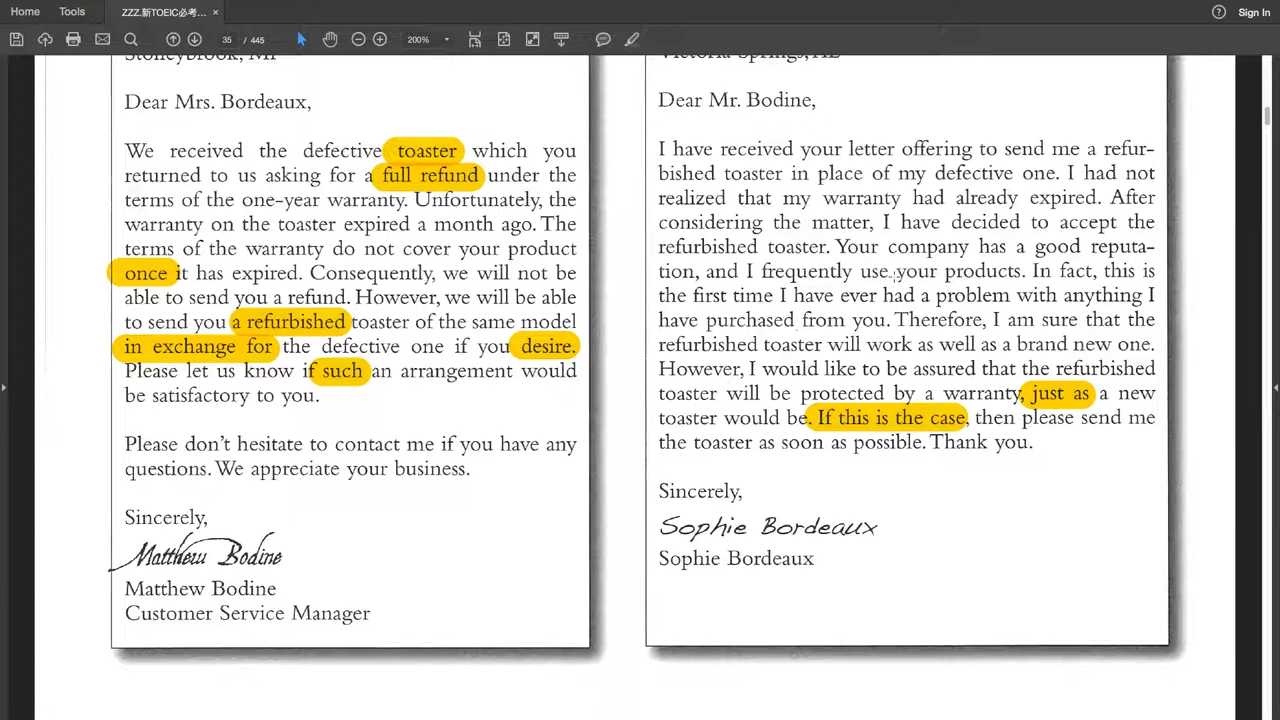 Home Tools ZZZ.新TOEIC必考... × Sign In
35 / 445 200%
Stoneybrook, MI
Dear Mrs. Bordeaux,
We received the defective toaster which you
returned to us asking for a full refund under the
terms of the one-year warranty. Unfortunately, the
warranty on the toaster expired a month ago. The
terms of the warranty do not cover your product
once it has expired. Consequently, we will not be
able to send you a refund. However, we will be able
to send you a refurbished toaster of the same model
in exchange for the defective one if you desire.
Please let us know if such an arrangement would
be satisfactory to you.
Please don't hesitate to contact me if you have any
questions. We appreciate your business.
Sincerely,
Matthew Bodine
Matthew Bodine
Customer Service Manager
Victoria Springs,
Dear Mr. Bodine,
I have received your letter offering to send me a refur-
bished toaster in place of my defective one. I had not
realized that my warranty had already expired. After
considering the matter, I have decided to accept the
refurbished toaster. Your company has a good reputa-
tion, and I frequently use your products. In fact, this is
the first time I have ever had a problem with anything I
have purchased from you. Therefore, I am sure that the
refurbished toaster will work as well as a brand new one.
However, I would like to be assured that the refurbished
toaster will be protected by a warranty, just as a new
toaster would be. If this is the case, then please send me
the toaster as soon as possible. Thank you.
Sincerely,
Sophie Bordeaux
Sophie Bordeaux